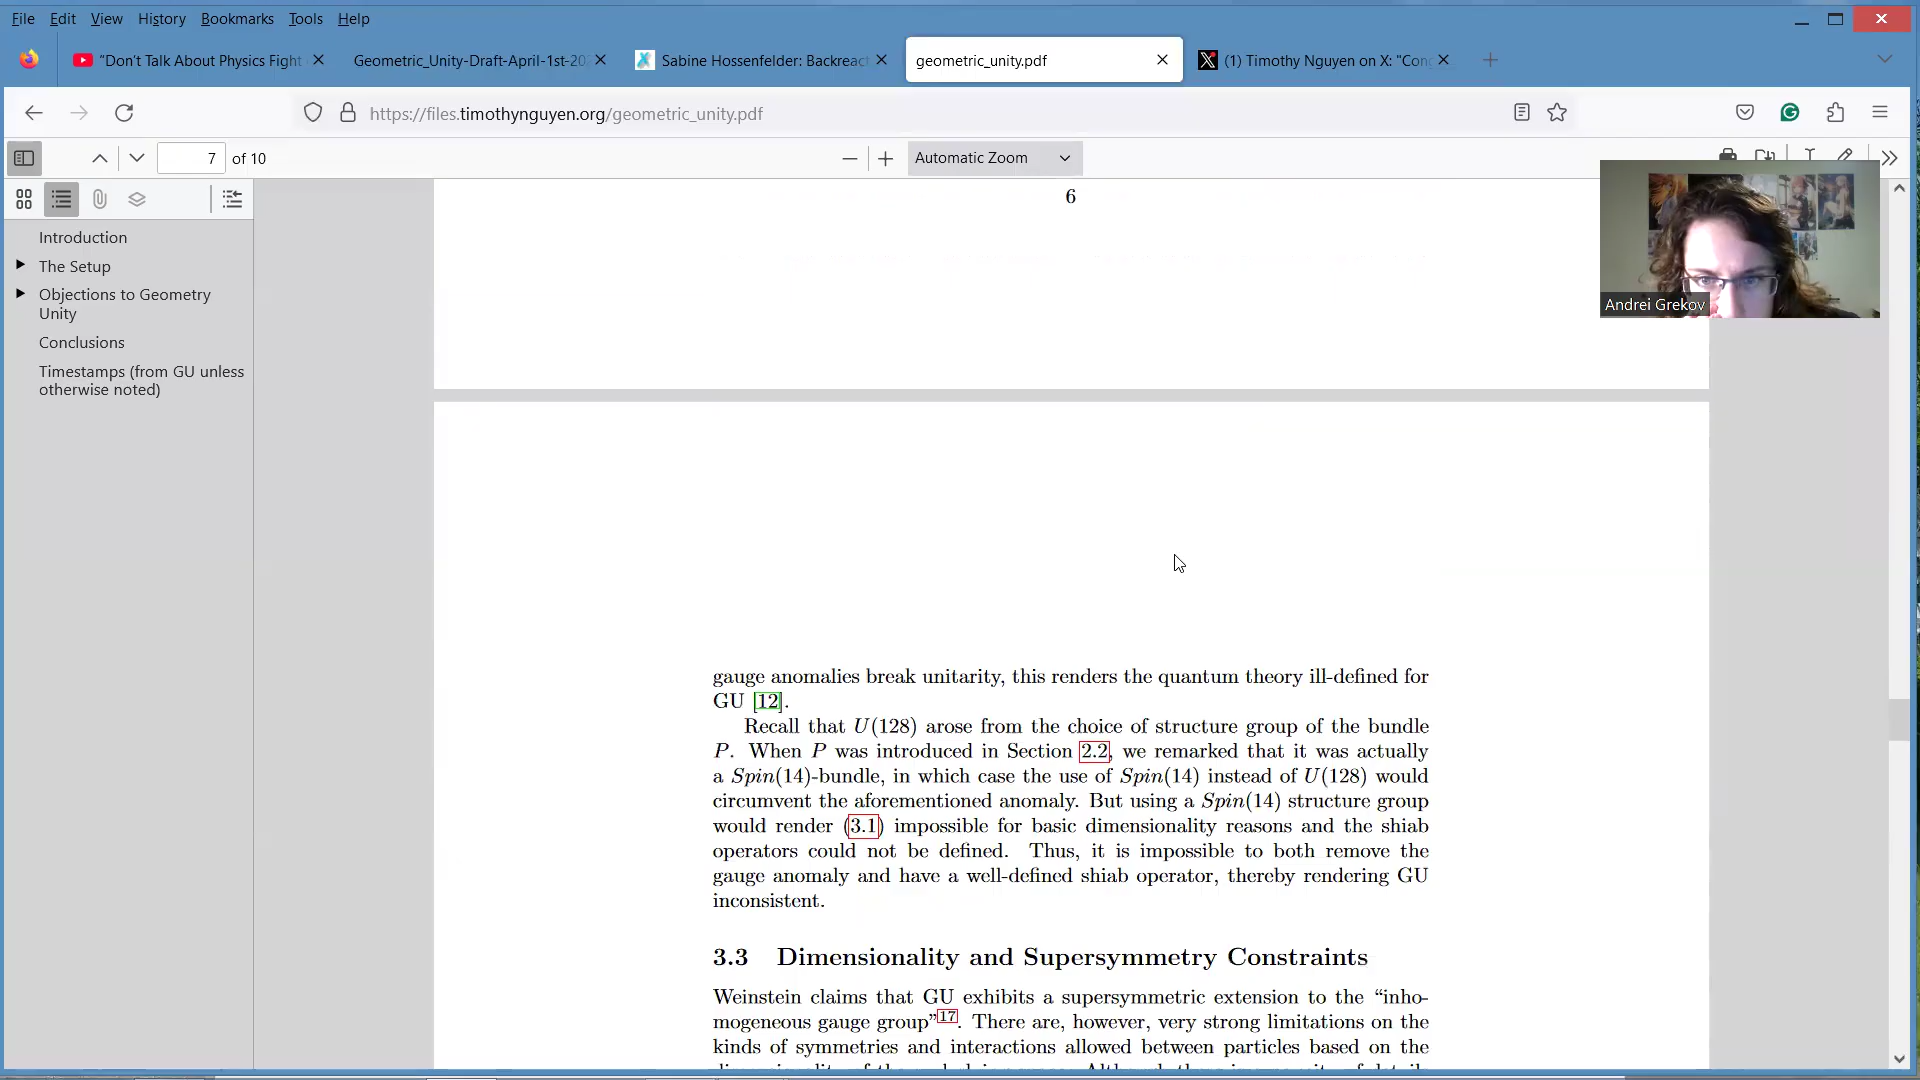 File Edit View History Bookmarks Tools Help
“Don’t Talk About Physics Fight
Geometric_Unity-Draft-April-1st-202
Sabine Hossenfelder: Backreac
geometric_unity.pdf
(1) Timothy Nguyen on X: "Con
https://files.timothynguyen.org/geometric_unity.pdf
7 of 10
Automatic Zoom
Introduction
The Setup
Objections to Geometry
Unity
Conclusions
Timestamps (from GU unless
otherwise noted)
Andrei Grekov
6
gauge anomalies break unitarity, this renders the quantum theory ill-defined for
GU [12].
Recall that U(128) arose from the choice of structure group of the bundle
P. When P was introduced in Section 2.2, we remarked that it was actually
a Spin(14)-bundle, in which case the use of Spin(14) instead of U(128) would
circumvent the aforementioned anomaly. But using a Spin(14) structure group
would render (3.1) impossible for basic dimensionality reasons and the shiab
operators could not be defined. Thus, it is impossible to both remove the
gauge anomaly and have a well-defined shiab operator, thereby rendering GU
inconsistent.
3.3 Dimensionality and Supersymmetry Constraints
Weinstein claims that GU exhibits a supersymmetric extension to the “inho-
mogeneous gauge group”17. There are, however, very strong limitations on the
kinds of symmetries and interactions allowed between particles based on the